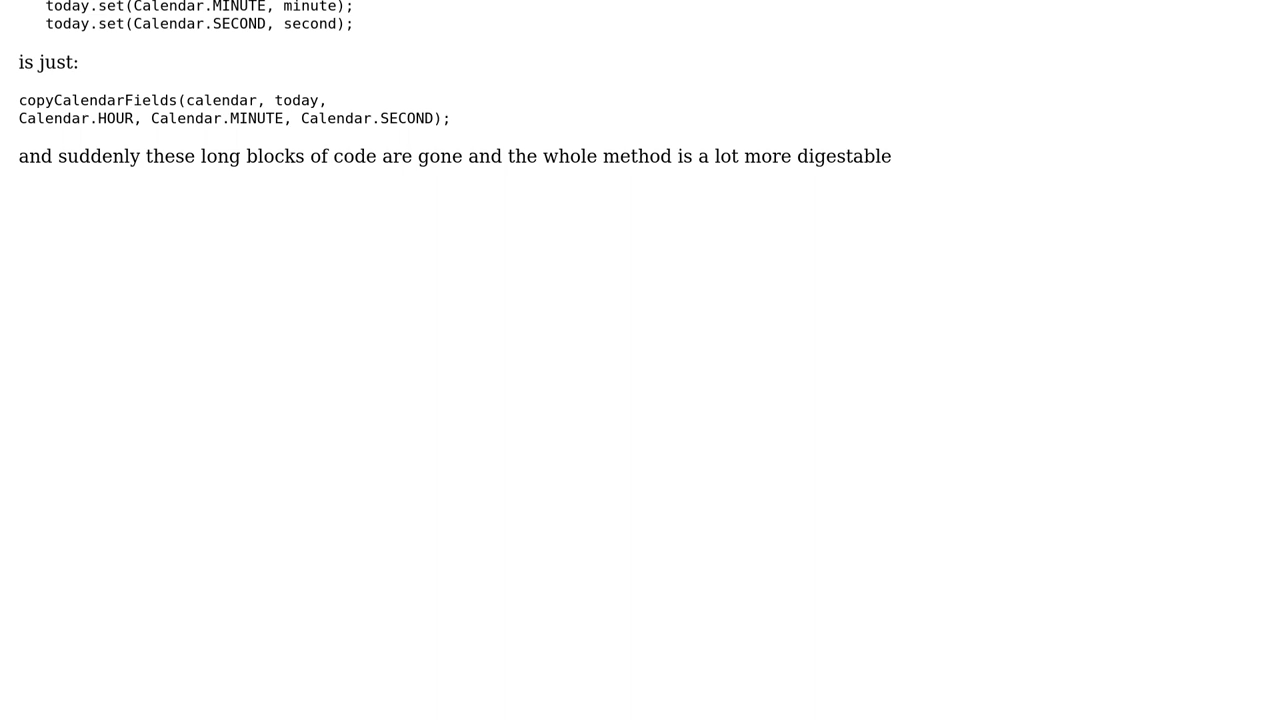 today.set(Calendar.MINUTE, minute);
today.set(Calendar.SECOND, second);
is just:
copyCalendarFields(calendar, today,
Calendar.HOUR, Calendar.MINUTE, Calendar.SECOND);
and suddenly these long blocks of code are gone and the whole method is a lot more digestable